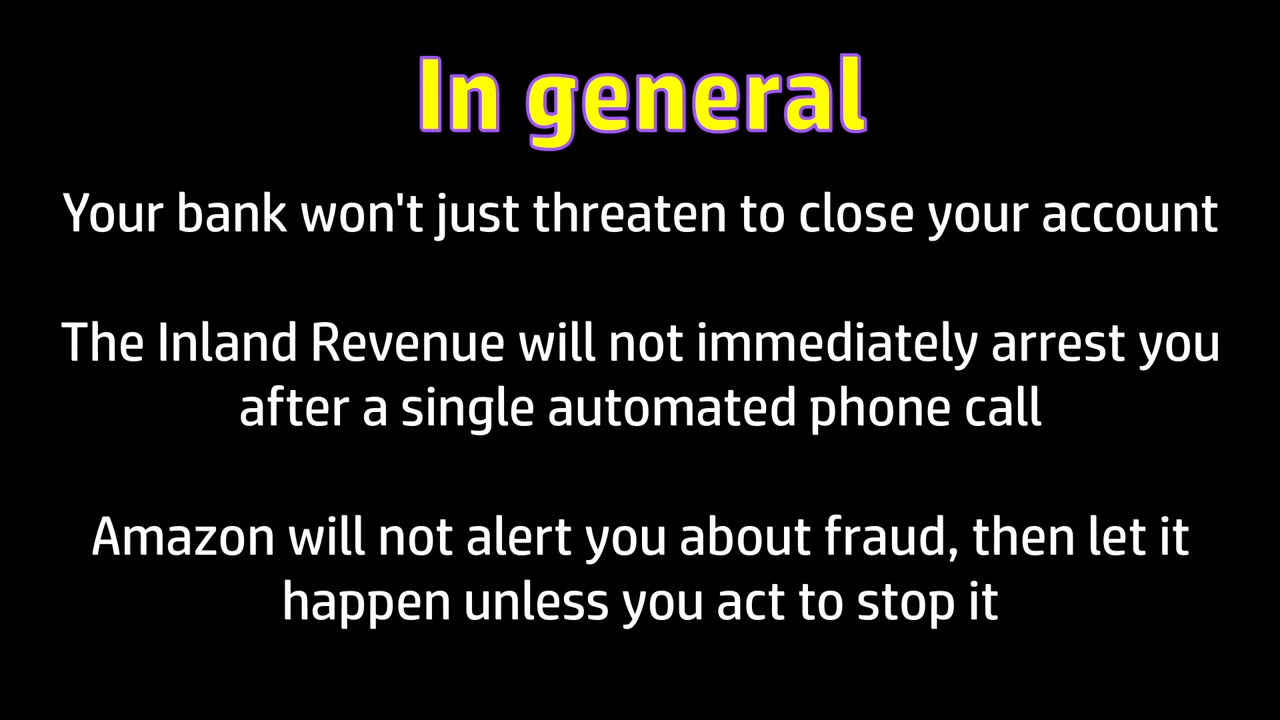 In general
Your bank won't just threaten to close your account
The Inland Revenue will not immediately arrest you
after a single automated phone call
Amazon will not alert you about fraud, then let it
happen unless you act to stop it